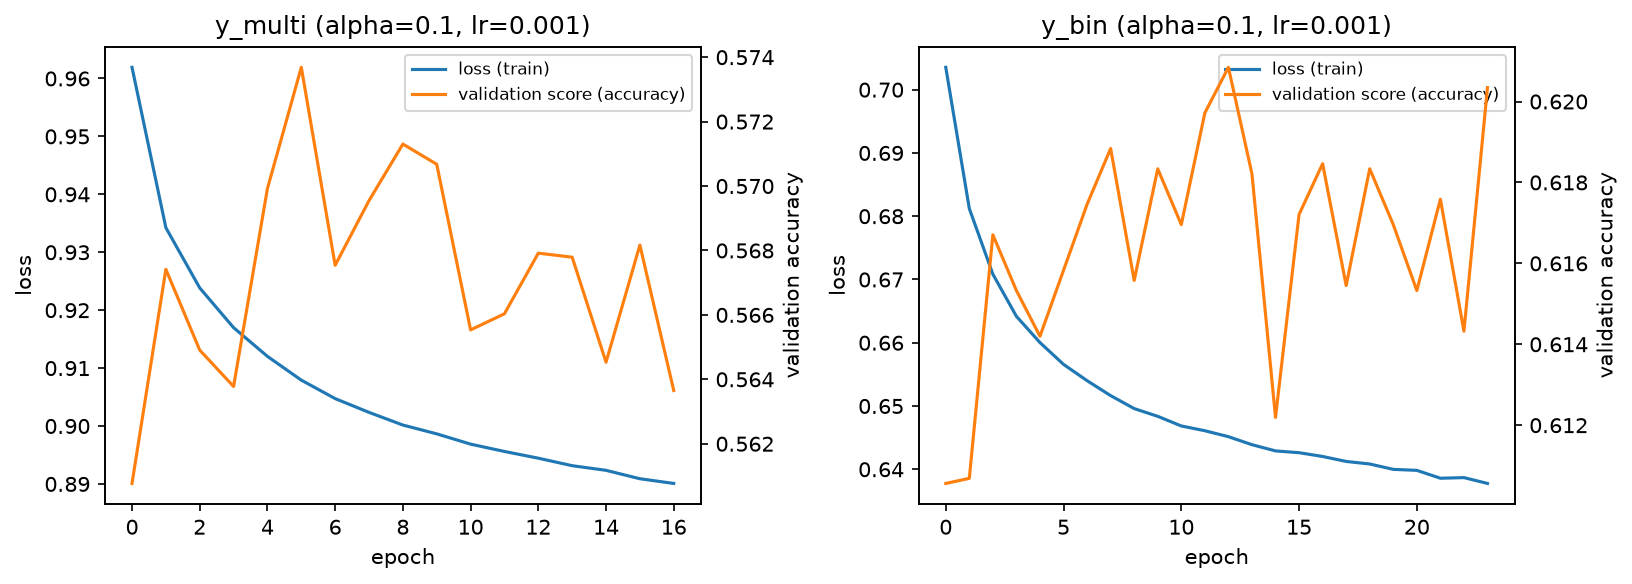 y_multi (alpha=0.1, lr=0.001)
loss (train)
validation score (accuracy)
0.96
0.95
0.94
0.93
0.92
0.91
0.90
0.89
loss
0.574
0.572
0.570
0.568
0.566
0.564
0.562
validation accuracy
0 2 4 6 8 10 12 14 16
epoch
y_bin (alpha=0.1, lr=0.001)
loss (train)
validation score (accuracy)
0.70
0.69
0.68
0.67
0.66
0.65
0.64
loss
0.620
0.618
0.616
0.614
0.612
validation accuracy
0 5 10 15 20
epoch